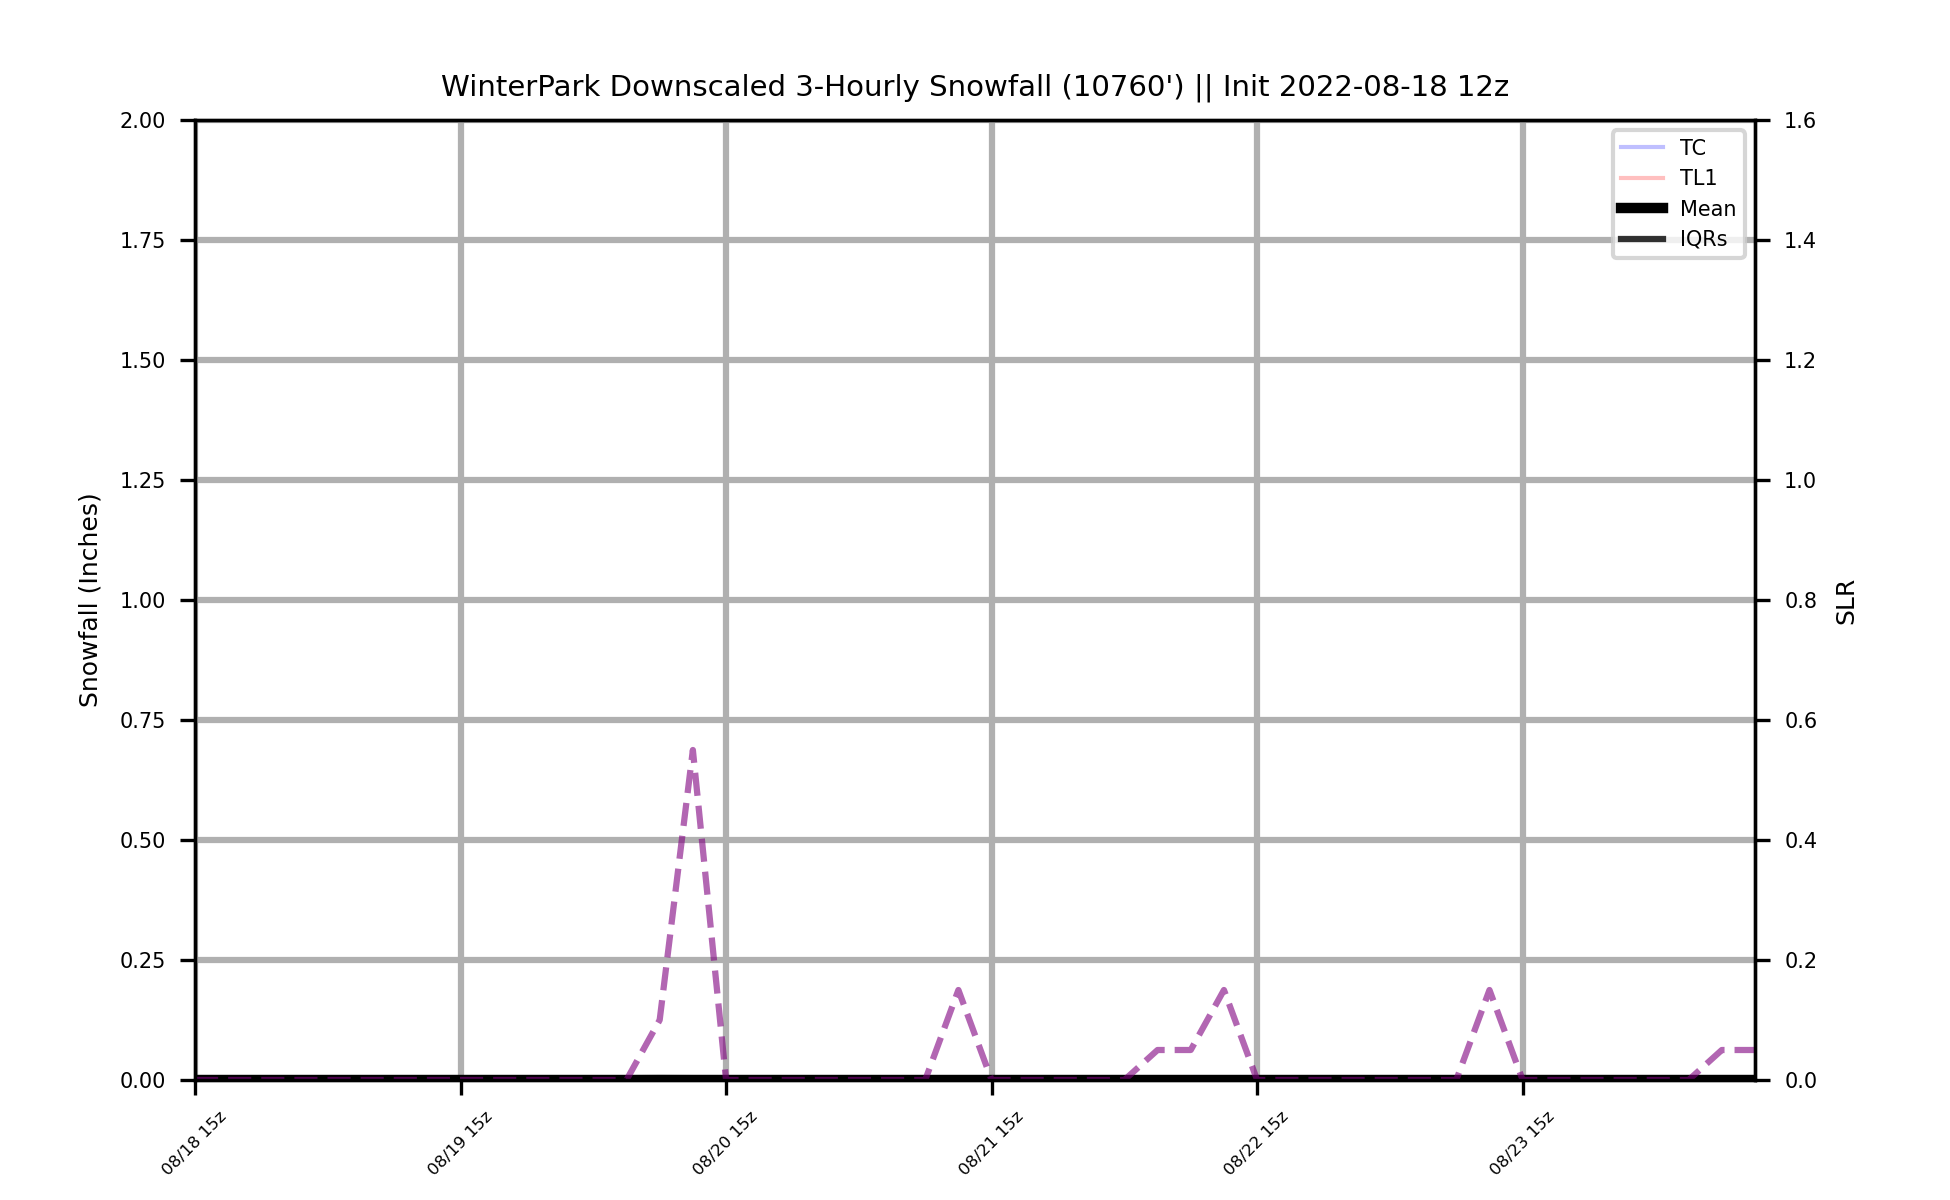 WinterPark Downscaled 3-Hourly Snowfall (10760') || Init 2022-08-18 12z
2.00
1.75
1.50
1.25
1.00
0.75
0.50
0.25
0.00
Snowfall (Inches)
1.6
1.4
1.2
1.0
0.8
0.6
0.4
0.2
0.0
SLR
TC
TL1
Mean
IQRs
08/18 15z
08/19 15z
08/20 15z
08/21 15z
08/22 15z
08/23 15z